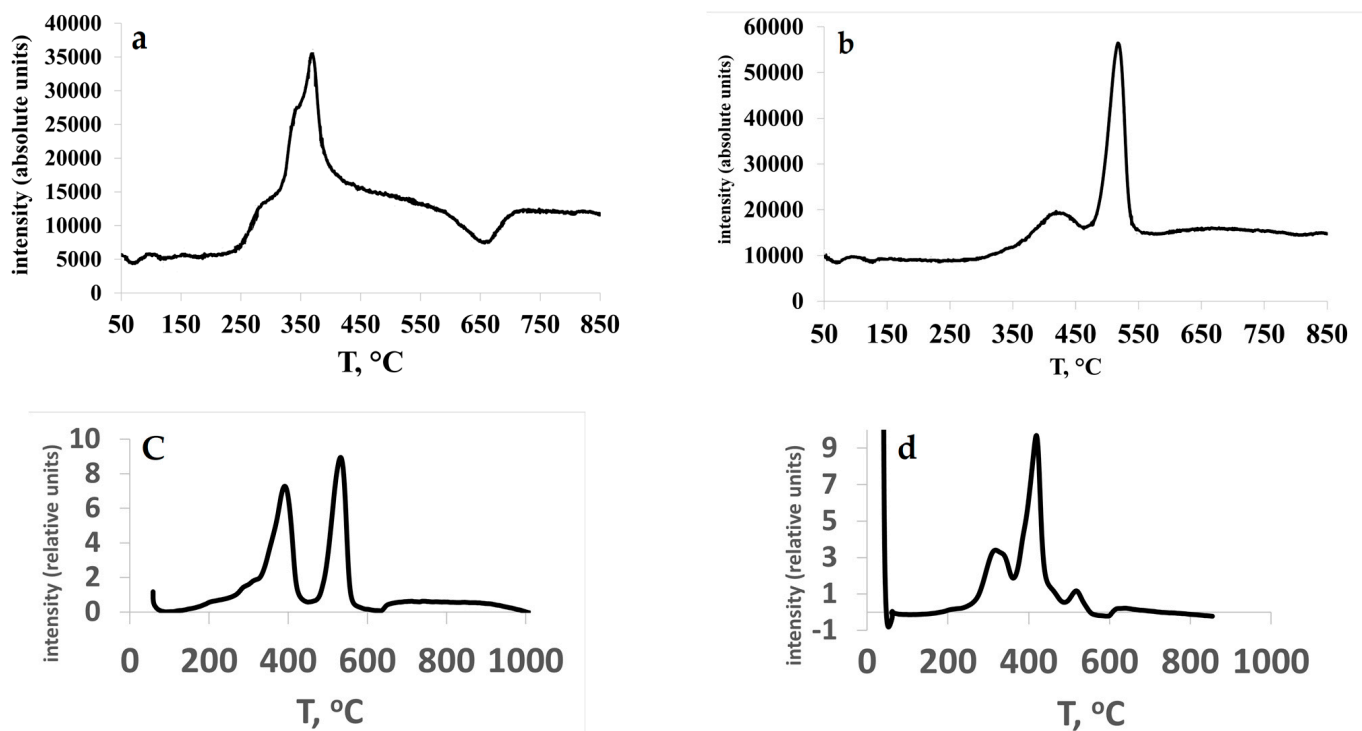 a
intensity (absolute units)
40000
35000
30000
25000
20000
15000
10000
5000
0
50 150 250 350 450 550 650 750 850
T, °C
b
intensity (absolute units)
60000
50000
40000
30000
20000
10000
0
50 150 250 350 450 550 650 750 850
T, °C
C
intensity (relative units)
10
8
6
4
2
0
0 200 400 600 800 1000
T, °C
d
intensity (relative units)
9
7
5
3
1
-1
0 200 400 600 800 1000
T, °C